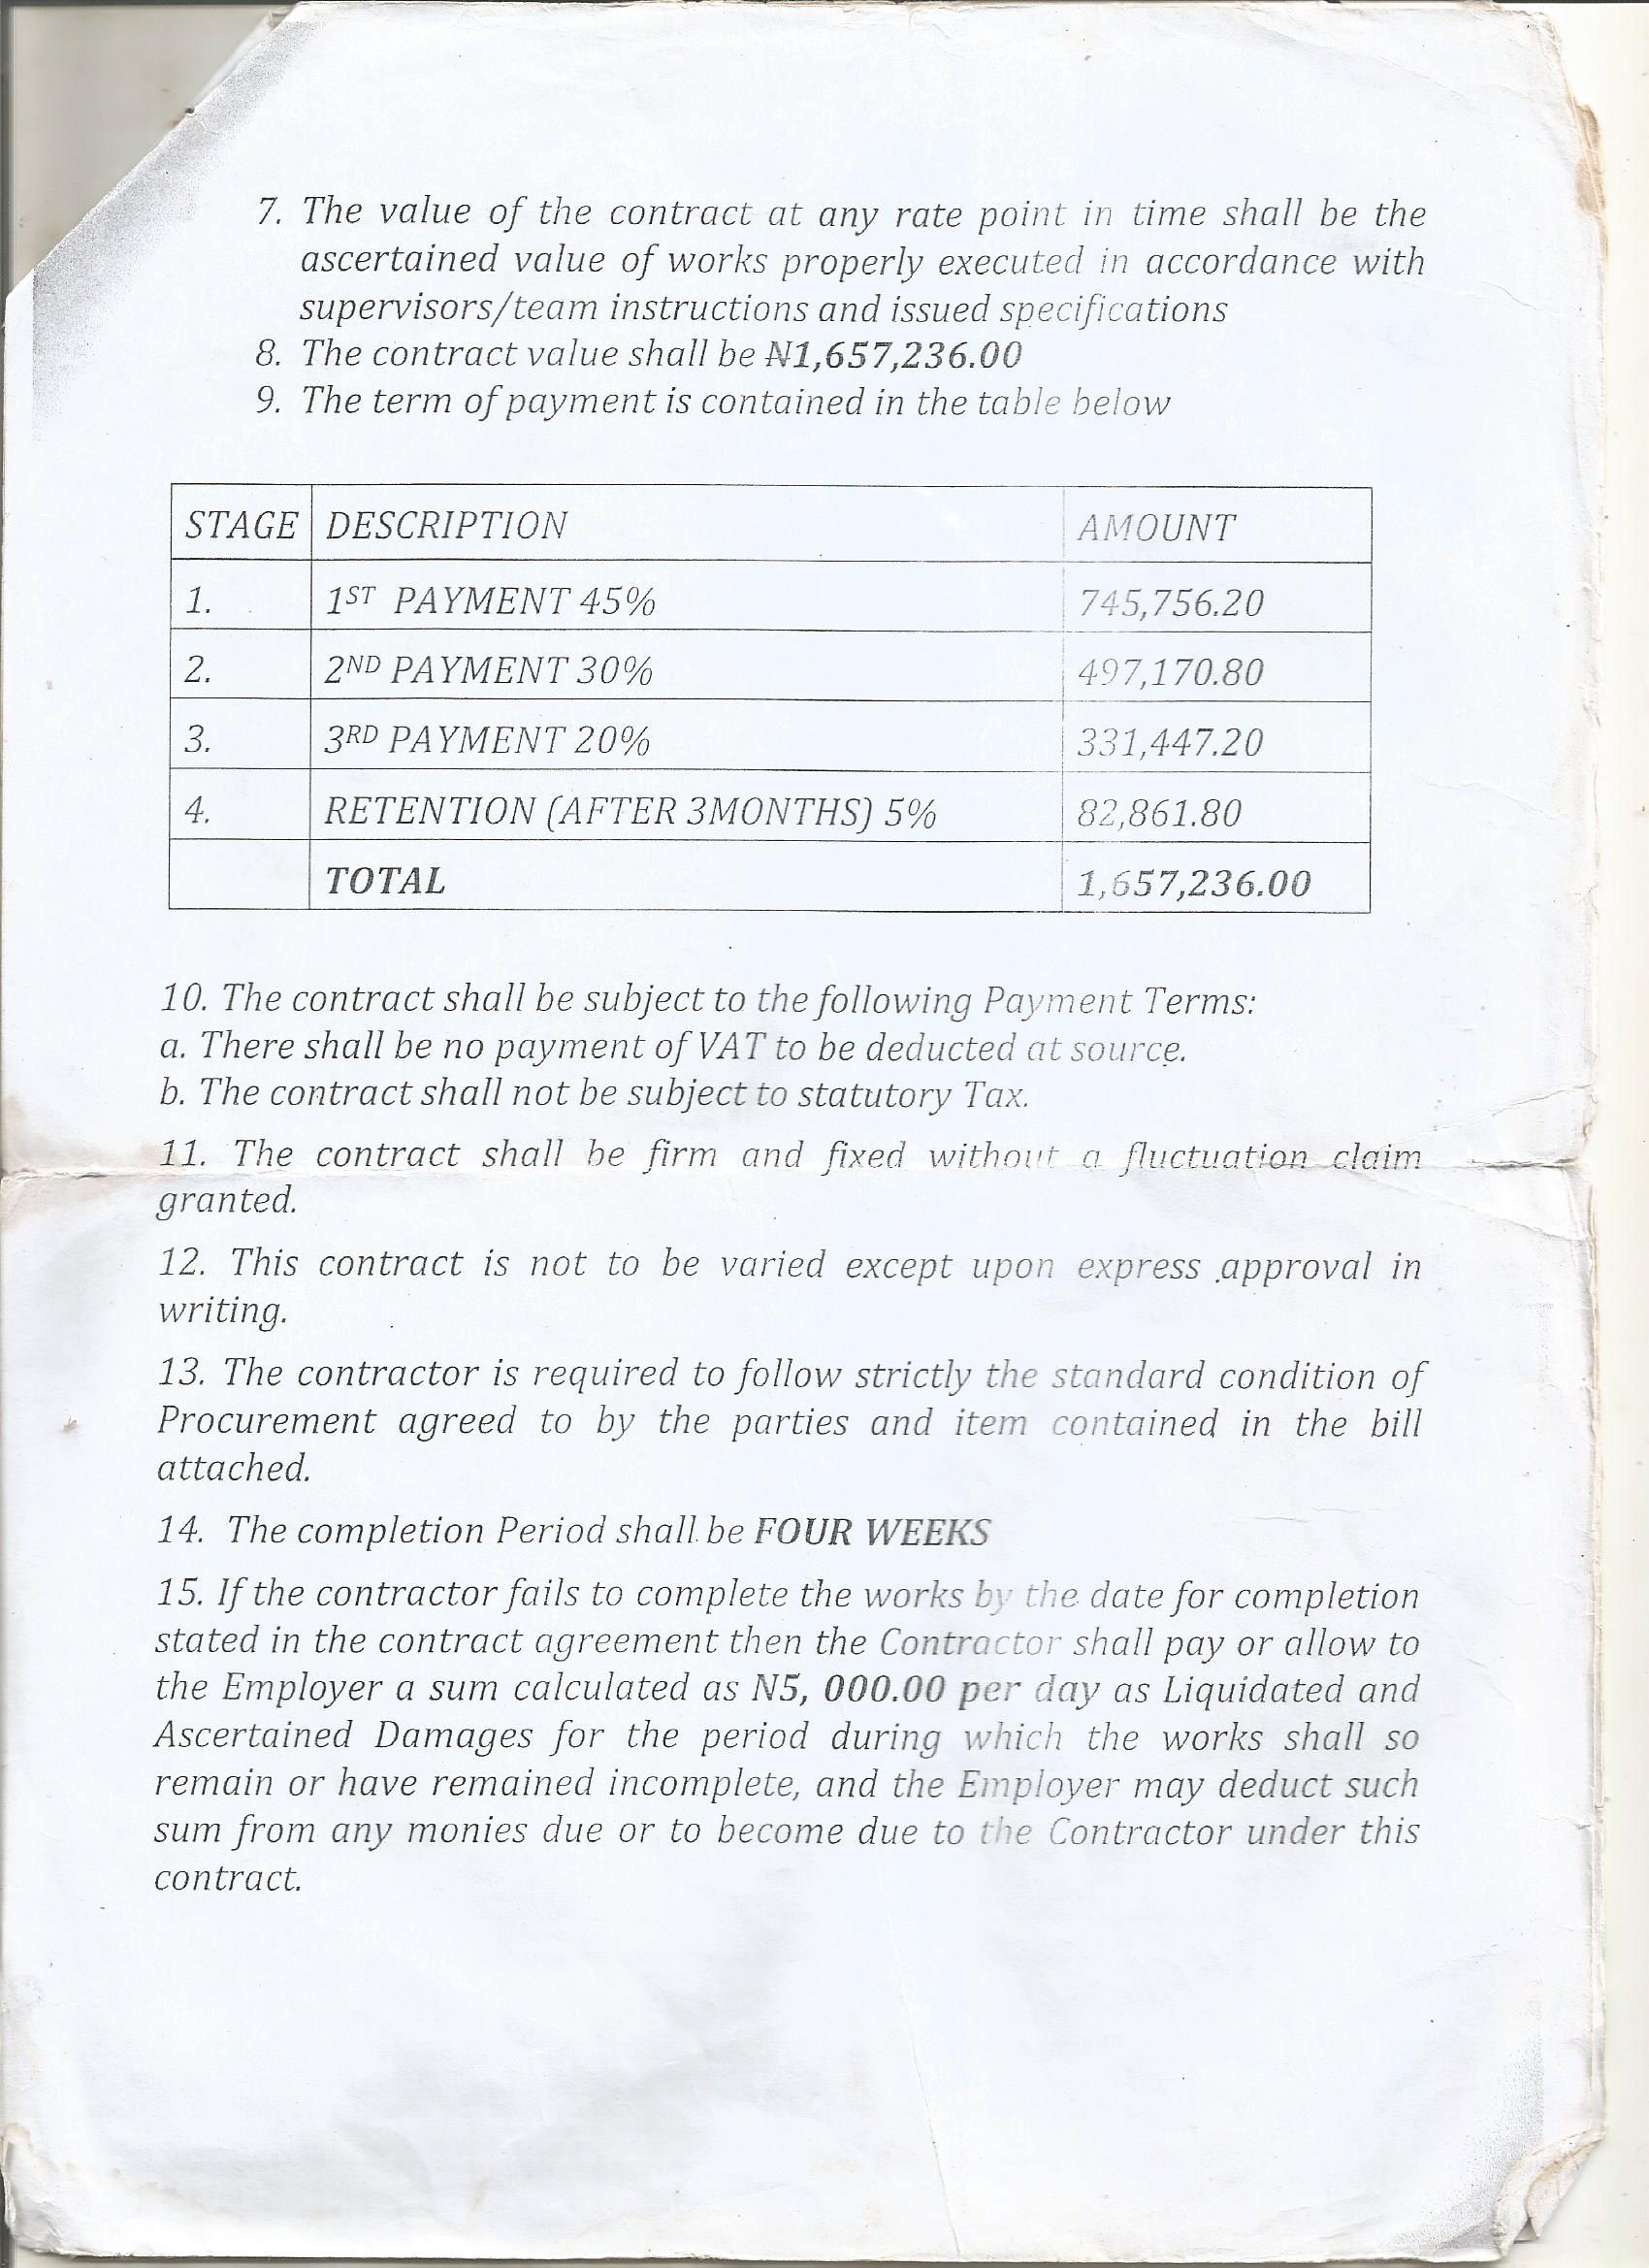 7. The value of the contract at any rate point in time shall be the
ascertained value of works properly executed in accordance with
supervisors/team instructions and issued specifications
8. The contract value shall be ₦1,657,236.00
9. The term of payment is contained in the table below
STAGE DESCRIPTION AMOUNT
1. 1ST PAYMENT 45% 745,756.20
2. 2ND PAYMENT 30% 497,170.80
3. 3RD PAYMENT 20% 331,447.20
4. RETENTION (AFTER 3MONTHS) 5% 82,861.80
TOTAL 1,657,236.00
10. The contract shall be subject to the following Payment Terms:
a. There shall be no payment of VAT to be deducted at source.
b. The contract shall not be subject to statutory Tax.
11. The contract shall be firm and fixed without a fluctuation claim
granted.
12. This contract is not to be varied except upon express approval in
writing.
13. The contractor is required to follow strictly the standard condition of
Procurement agreed to by the parties and item contained in the bill
attached.
14. The completion Period shall be FOUR WEEKS
15. If the contractor fails to complete the works by the date for completion
stated in the contract agreement then the Contractor shall pay or allow to
the Employer a sum calculated as N5, 000.00 per day as Liquidated and
Ascertained Damages for the period during which the works shall so
remain or have remained incomplete, and the Employer may deduct such
sum from any monies due or to become due to the Contractor under this
contract.